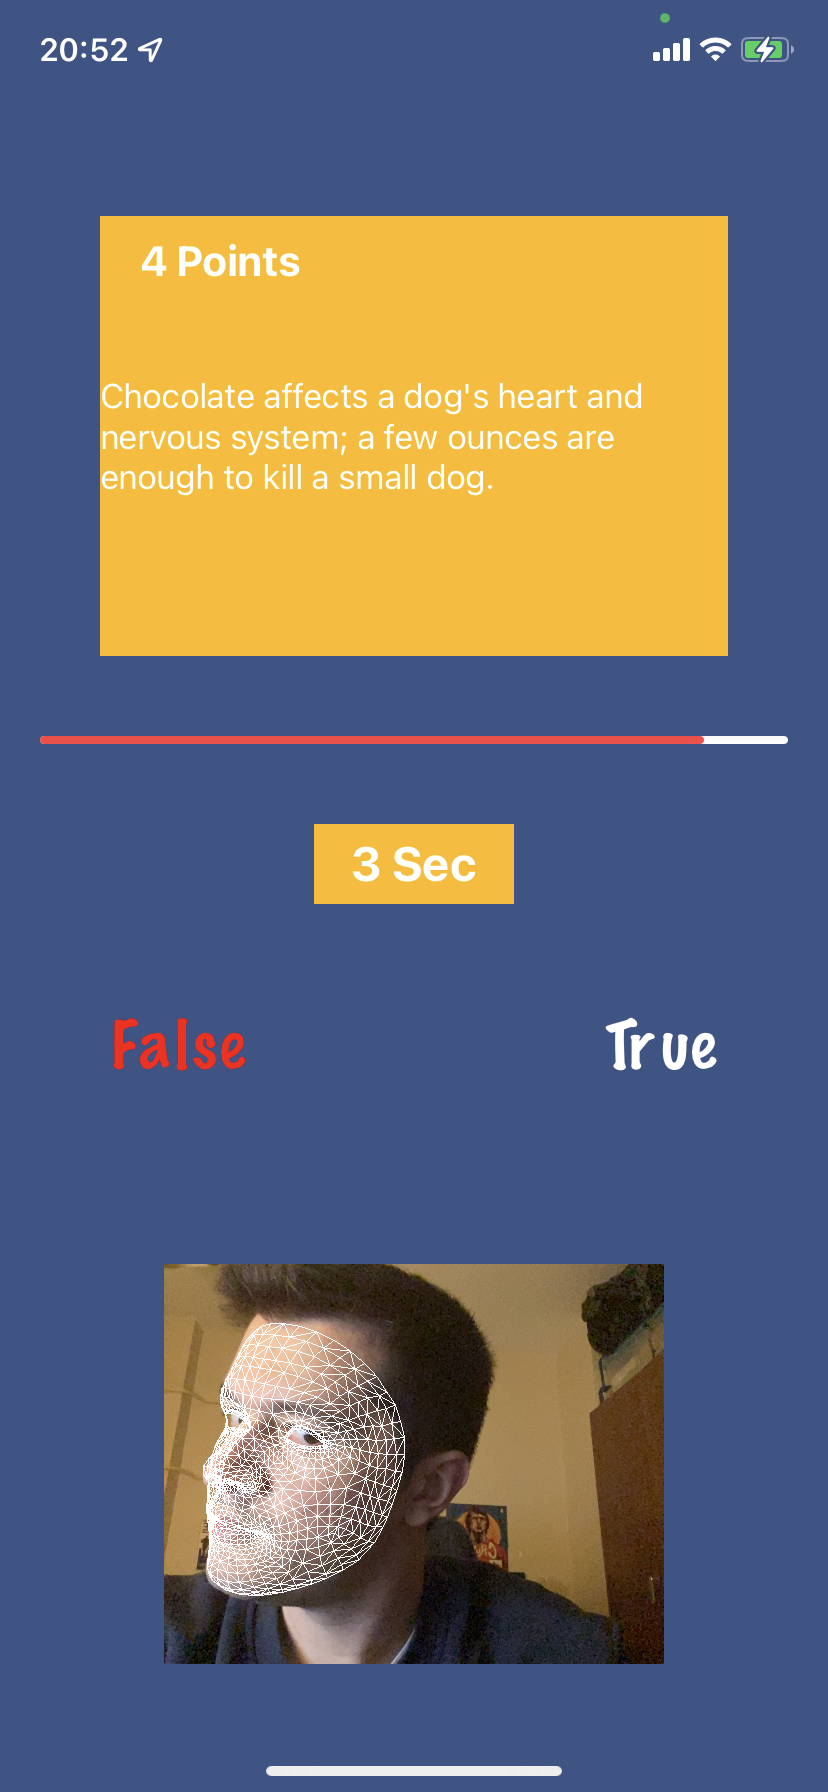 20:52
4 Points
Chocolate affects a dog's heart and
nervous system; a few ounces are
enough to kill a small dog.
3 Sec
False
True